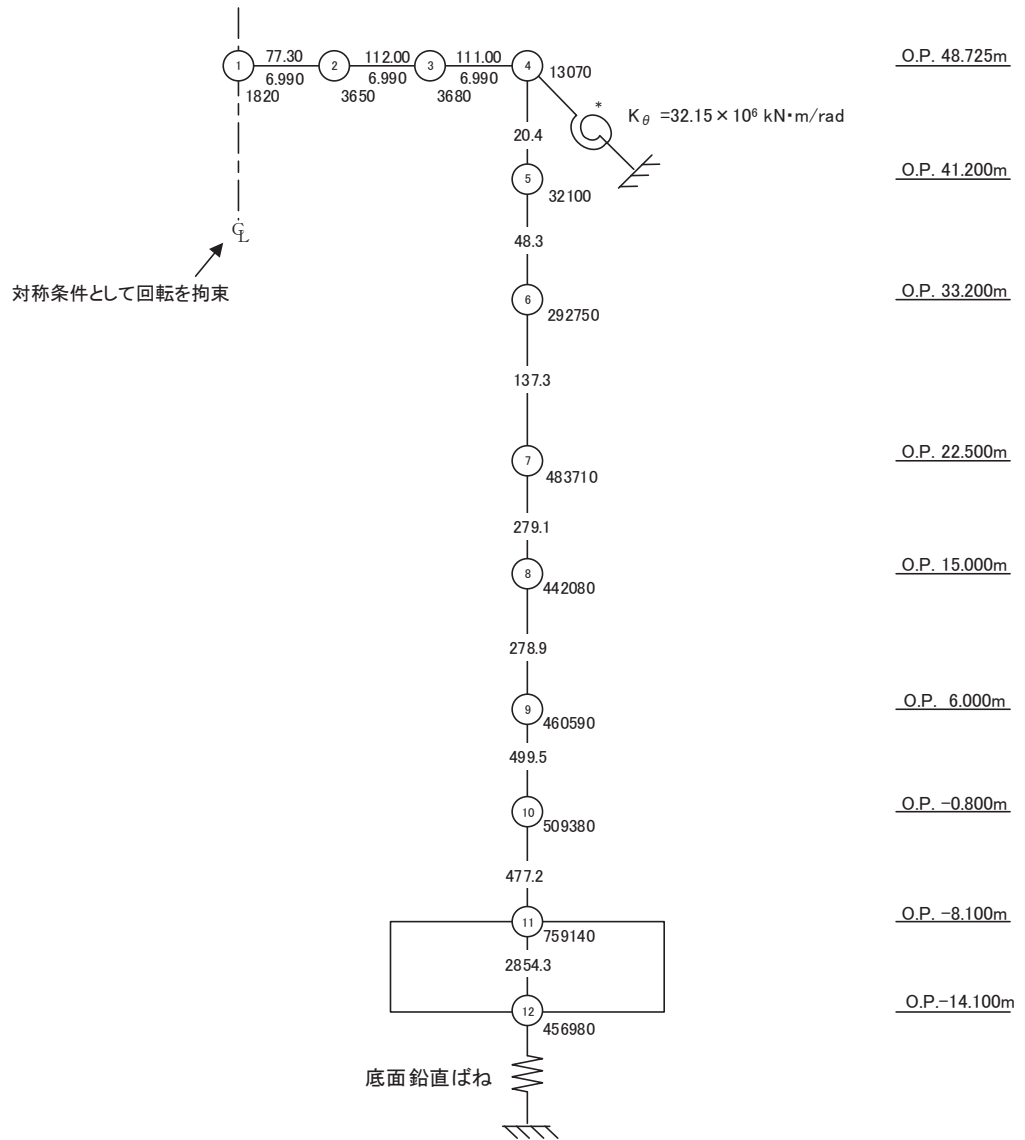 77.30 112.00 111.00
1 2 3 4
6.990 6.990 6.990
1820 3650 3680 13070
O.P. 48.725m
*
Kθ =32.15×10⁶ kN・m/rad
20.4
5
32100
O.P. 41.200m
℄
48.3
対称条件として回転を拘束
6
292750
O.P. 33.200m
137.3
7
483710
O.P. 22.500m
279.1
8
442080
O.P. 15.000m
278.9
9
460590
O.P. 6.000m
499.5
10
509380
O.P. -0.800m
477.2
11
759140
O.P. -8.100m
2854.3
12
456980
O.P.-14.100m
底面鉛直ばね